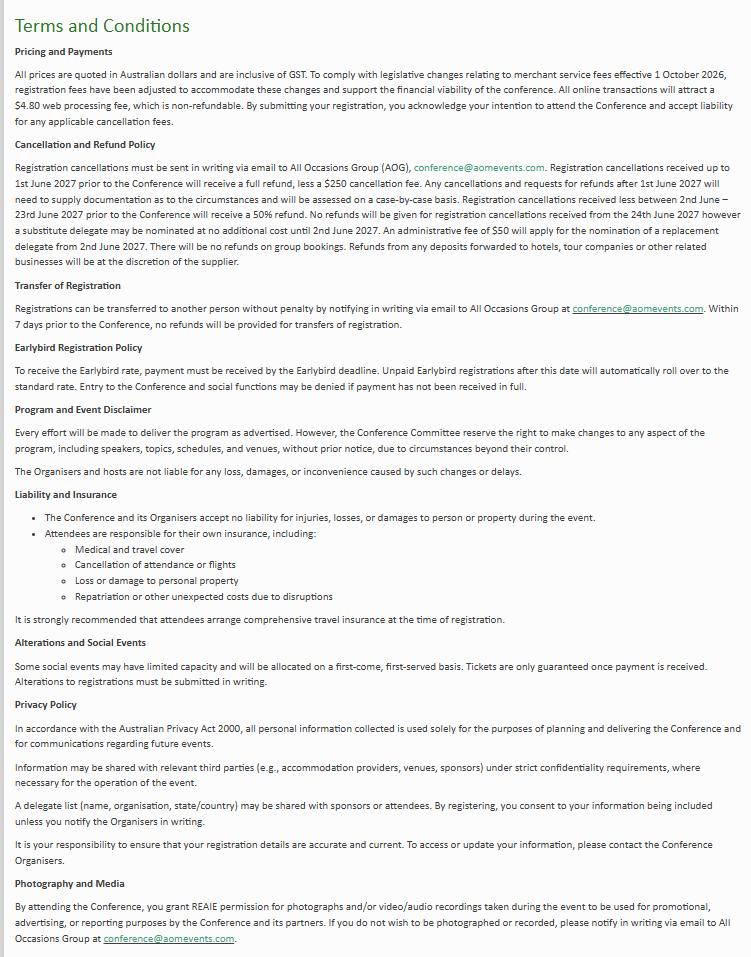 Terms and Conditions
Pricing and Payments
All prices are quoted in Australian dollars and are inclusive of GST. To comply with legislative changes relating to merchant service fees effective 1 October 2026,
registration fees have been adjusted to accommodate these changes and support the financial viability of the conference. All online transactions will attract a
$4.80 web processing fee, which is non-refundable. By submitting your registration, you acknowledge your intention to attend the Conference and accept liability
for any applicable cancellation fees.
Cancellation and Refund Policy
Registration cancellations must be sent in writing via email to All Occasions Group (AOG), conference@aomevents.com. Registration cancellations received up to
1st June 2027 prior to the Conference will receive a full refund, less a $250 cancellation fee. Any cancellations and requests for refunds after 1st June 2027 will
need to supply documentation as to the circumstances and will be assessed on a case-by-case basis. Registration cancellations received less between 2nd June –
23rd June 2027 prior to the Conference will receive a 50% refund. No refunds will be given for registration cancellations received from the 24th June 2027 however
a substitute delegate may be nominated at no additional cost until 2nd June 2027. An administrative fee of $50 will apply for the nomination of a replacement
delegate from 2nd June 2027. There will be no refunds on group bookings. Refunds from any deposits forwarded to hotels, tour companies or other related
businesses will be at the discretion of the supplier.
Transfer of Registration
Registrations can be transferred to another person without penalty by notifying in writing via email to All Occasions Group at conference@aomevents.com. Within
7 days prior to the Conference, no refunds will be provided for transfers of registration.
Earlybird Registration Policy
To receive the Earlybird rate, payment must be received by the Earlybird deadline. Unpaid Earlybird registrations after this date will automatically roll over to the
standard rate. Entry to the Conference and social functions may be denied if payment has not been received in full.
Program and Event Disclaimer
Every effort will be made to deliver the program as advertised. However, the Conference Committee reserve the right to make changes to any aspect of the
program, including speakers, topics, schedules, and venues, without prior notice, due to circumstances beyond their control.
The Organisers and hosts are not liable for any loss, damages, or inconvenience caused by such changes or delays.
Liability and Insurance
• The Conference and its Organisers accept no liability for injuries, losses, or damages to person or property during the event.
• Attendees are responsible for their own insurance, including:
o Medical and travel cover
o Cancellation of attendance or flights
o Loss or damage to personal property
o Repatriation or other unexpected costs due to disruptions
It is strongly recommended that attendees arrange comprehensive travel insurance at the time of registration.
Alterations and Social Events
Some social events may have limited capacity and will be allocated on a first-come, first-served basis. Tickets are only guaranteed once payment is received.
Alterations to registrations must be submitted in writing.
Privacy Policy
In accordance with the Australian Privacy Act 2000, all personal information collected is used solely for the purposes of planning and delivering the Conference and
for communications regarding future events.
Information may be shared with relevant third parties (e.g., accommodation providers, venues, sponsors) under strict confidentiality requirements, where
necessary for the operation of the event.
A delegate list (name, organisation, state/country) may be shared with sponsors or attendees. By registering, you consent to your information being included
unless you notify the Organisers in writing.
It is your responsibility to ensure that your registration details are accurate and current. To access or update your information, please contact the Conference
Organisers.
Photography and Media
By attending the Conference, you grant REAIE permission for photographs and/or video/audio recordings taken during the event to be used for promotional,
advertising, or reporting purposes by the Conference and its partners. If you do not wish to be photographed or recorded, please notify in writing via email to All
Occasions Group at conference@aomevents.com.